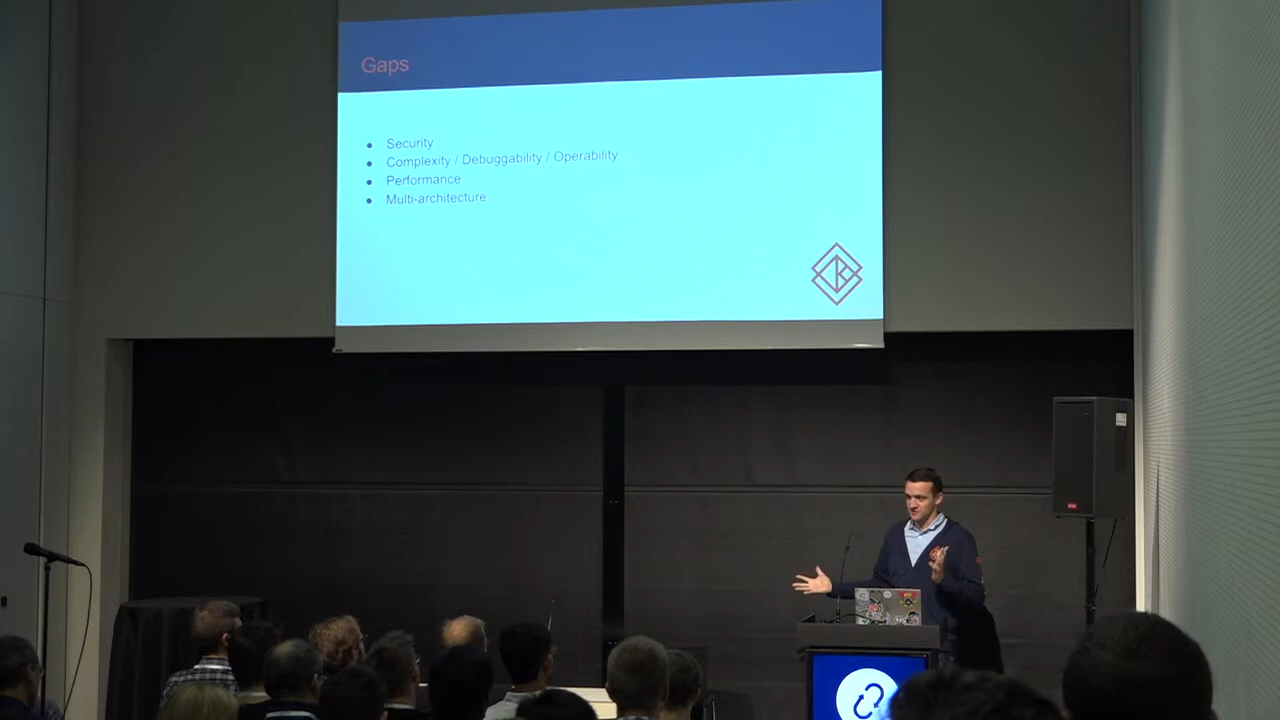 Gaps
● Security
● Complexity / Debuggability / Operability
● Performance
● Multi-architecture